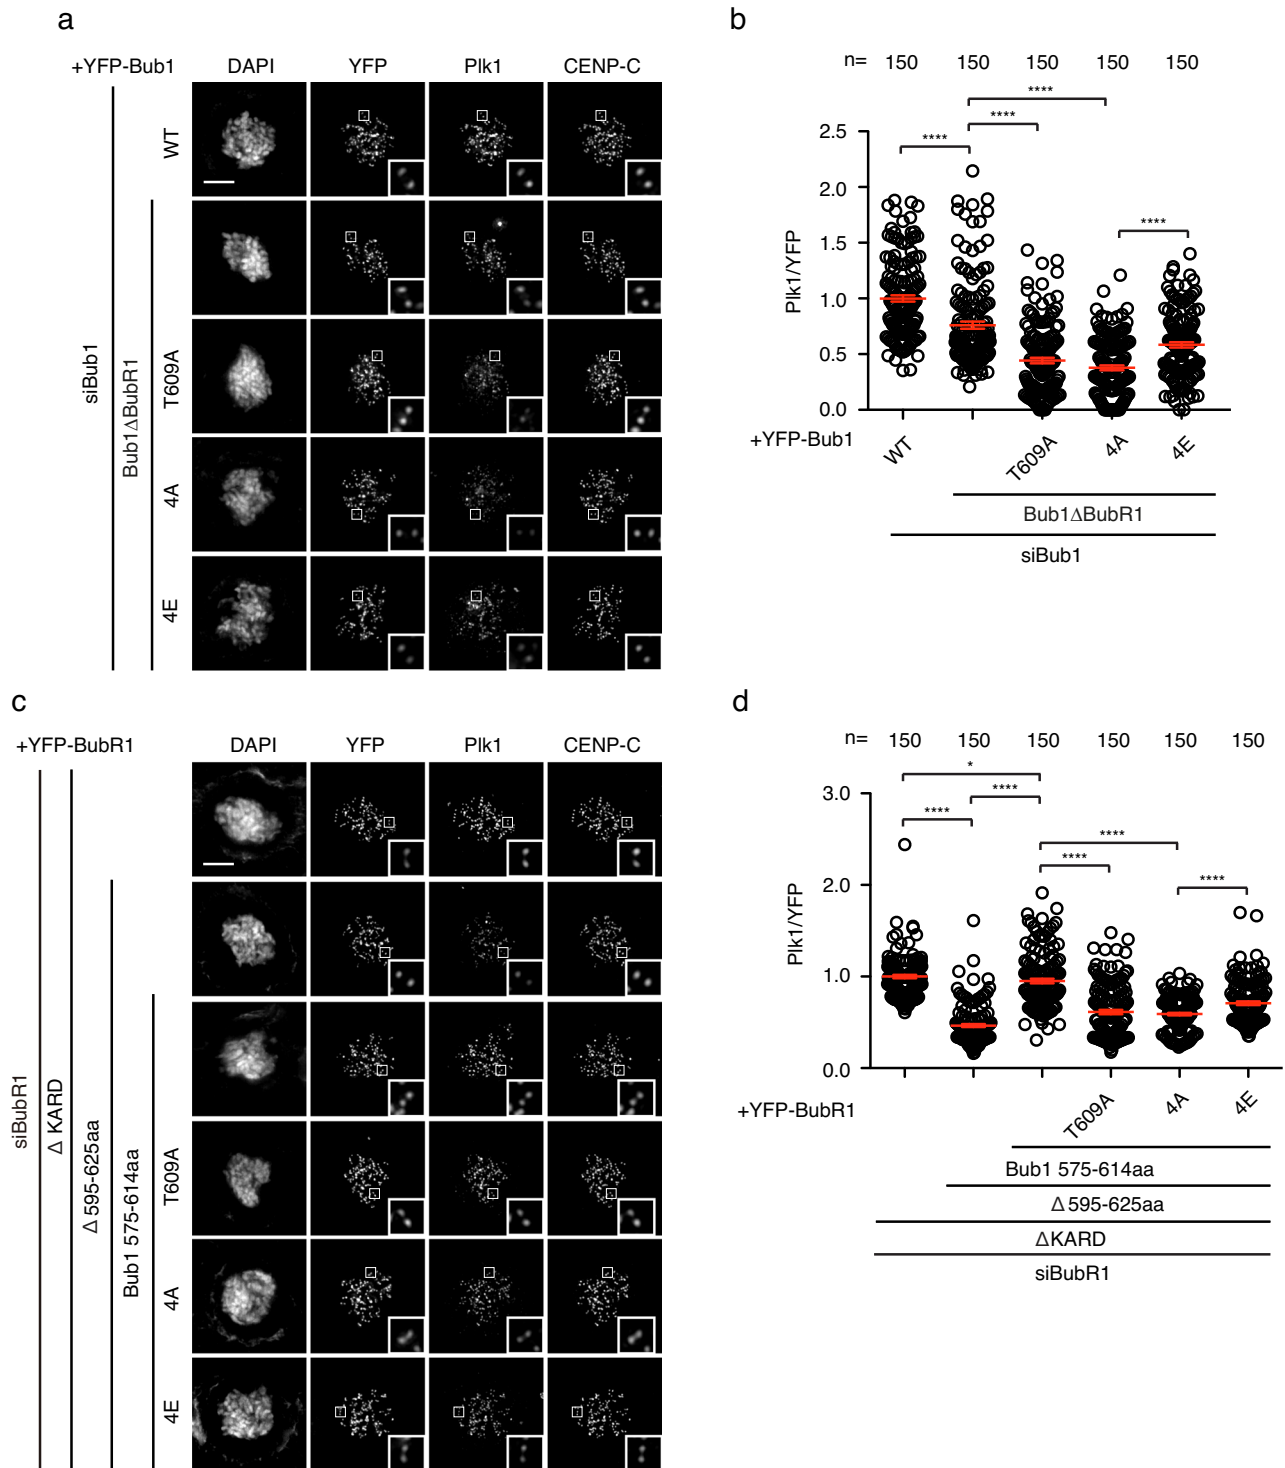 a
+YFP-Bub1 DAPI YFP Plk1 CENP-C
siBub1
Bub1ΔBubR1
WT
T609A
4A
4E
b
n= 150 150 150 150 150
****
****
****
****
Plk1/YFP
2.5
2.0
1.5
1.0
0.5
0.0
+YFP-Bub1 WT T609A 4A 4E
Bub1ΔBubR1
siBub1
c
+YFP-BubR1 DAPI YFP Plk1 CENP-C
siBubR1
Δ KARD
Δ 595-625aa
Bub1 575-614aa
T609A
4A
4E
d
n= 150 150 150 150 150 150
*
****
****
****
****
****
Plk1/YFP
3.0
2.0
1.0
0.0
+YFP-BubR1 T609A 4A 4E
Bub1 575-614aa
Δ 595-625aa
ΔKARD
siBubR1